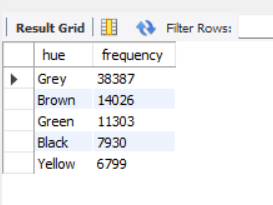 Result Grid Filter Rows:
hue frequency
Grey 38387
Brown 14026
Green 11303
Black 7930
Yellow 6799